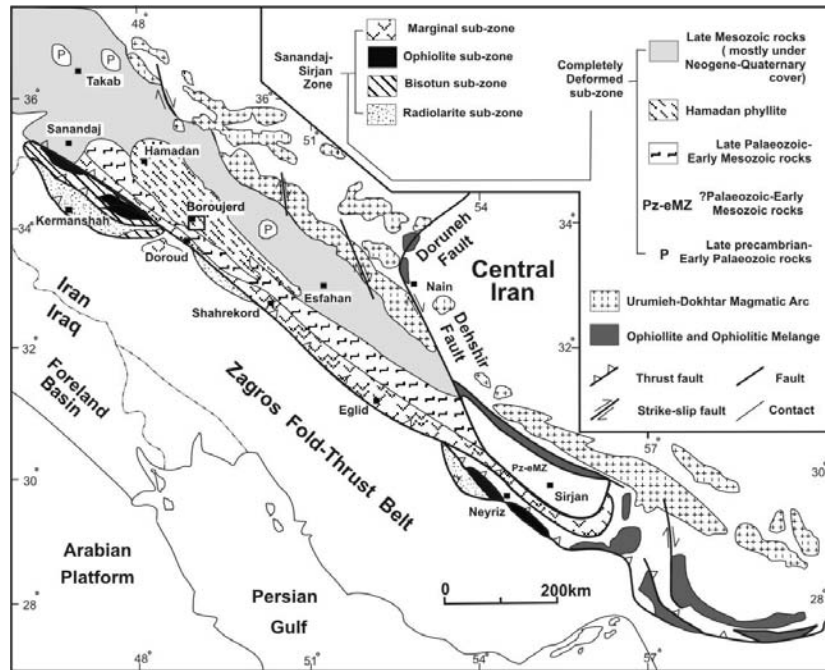 48°
Marginal sub-zone
Ophiolite sub-zone
Bisotun sub-zone
Radiolarite sub-zone
Sanandaj-
Sirjan
Zone
Completely
Deformed
sub-zone
Late Mesozoic rocks
( mostly under
Neogene-Quaternary
cover)
Hamadan phyllite
Late Palaeozoic-
Early Mesozoic rocks
Pz-eMZ
?Palaeozoic-Early
Mesozoic rocks
P
Late precambrian-
Early Palaeozoic rocks
Urumieh-Dokhtar Magmatic Arc
Ophiollite and Ophiolitic Melange
Thrust fault
Fault
Strike-slip fault
Contact
P
P
Takab
36°
36°
51°
Sanandaj
Hamadan
Boroujerd
Kermanshah
34°
Doroud
P
54°
34°
Doruneh
Fault
Central
Iran
Nain
Esfahan
Dehshir
Fault
Shahrekord
Iran
Iraq
32°
32°
Foreland
Basin
Zagros Fold-Thrust Belt
Eglid
57°
30°
30°
Pz-eMZ
Sirjan
Neyriz
Arabian
Platform
Persian
Gulf
0
200km
28°
28°
48°
51°
54°
57°